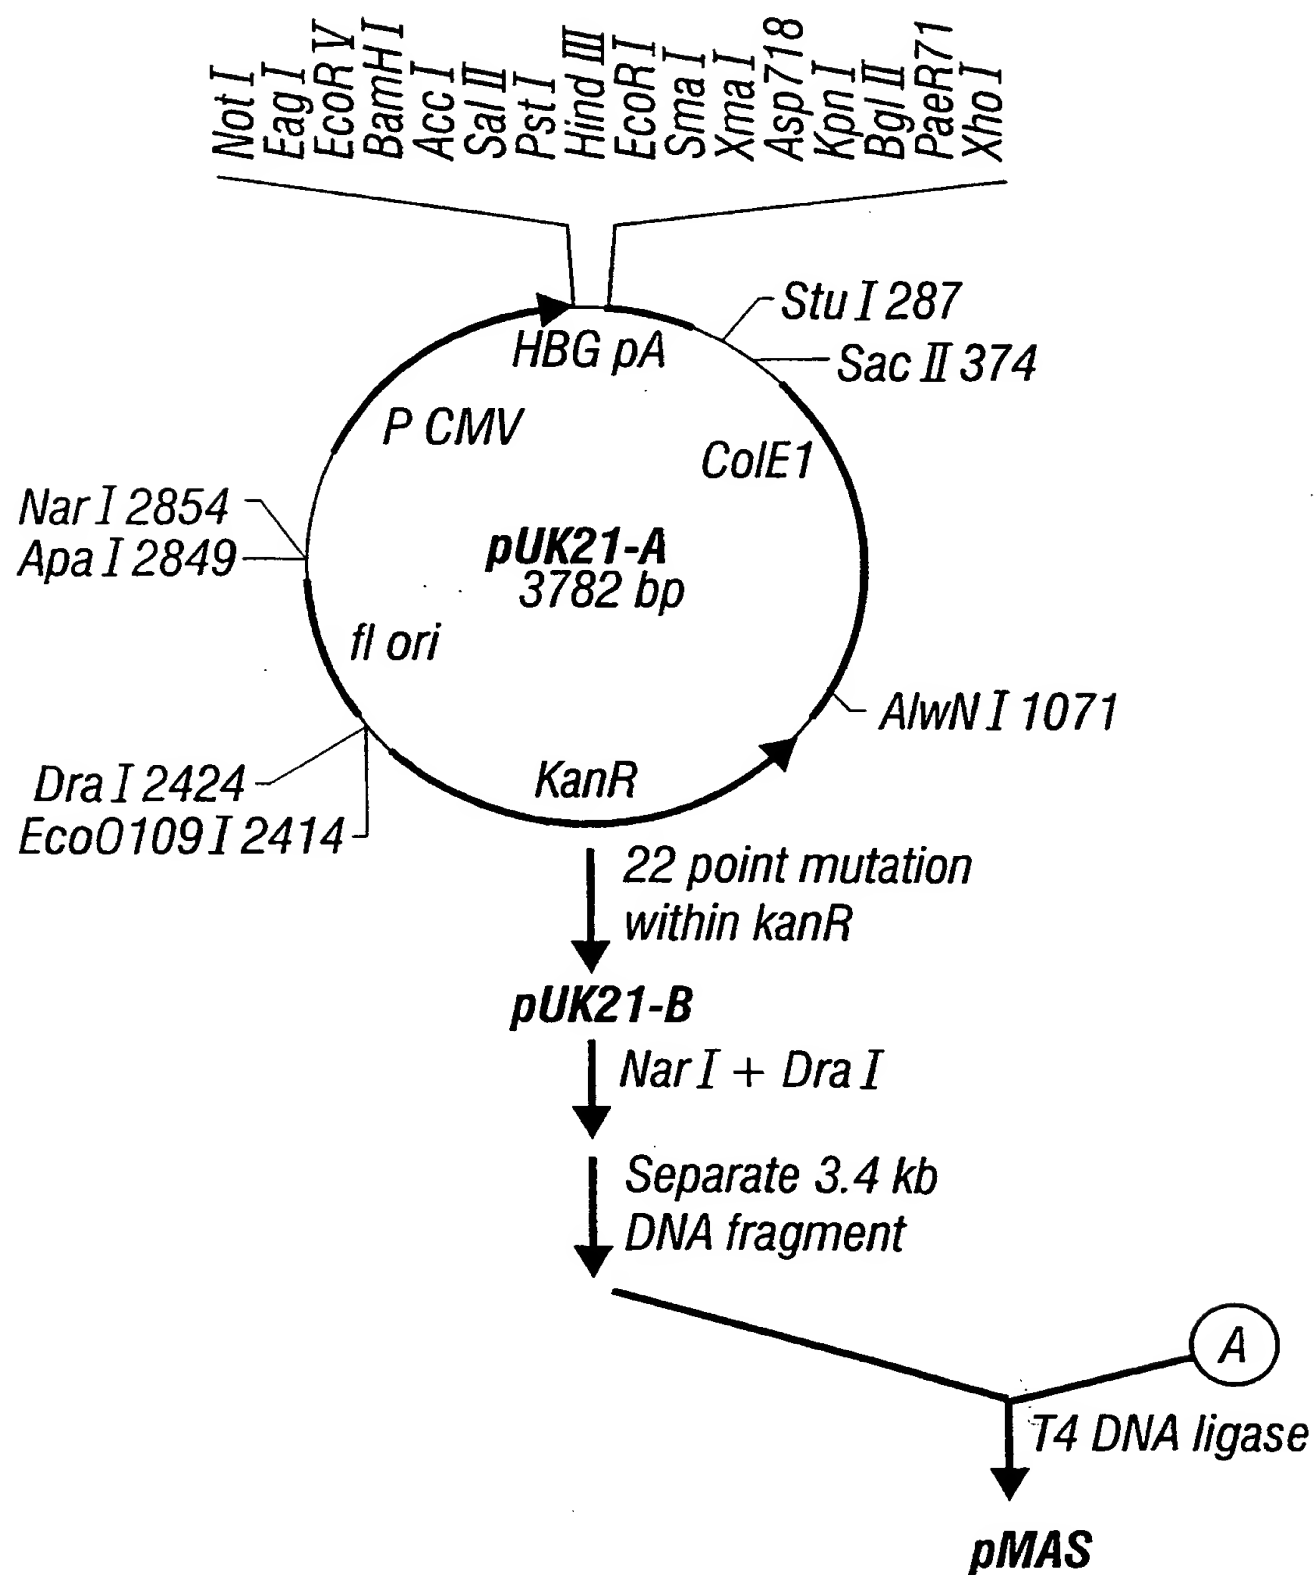 Not I
Eag I
EcoR V
BamH I
Acc I
Sal II
Pst I
Hind III
EcoR I
Sma I
Xma I
Asp718
Kpn I
Bgl II
PaeR71
Xho I
Stu I 287
Sac II 374
HBG pA
P CMV
ColE1
Nar I 2854
Apa I 2849
pUK21-A
3782 bp
fl ori
AlwN I 1071
Dra I 2424
EcoO109 I 2414
KanR
22 point mutation
within kanR
pUK21-B
Nar I + Dra I
Separate 3.4 kb
DNA fragment
A
T4 DNA ligase
pMAS